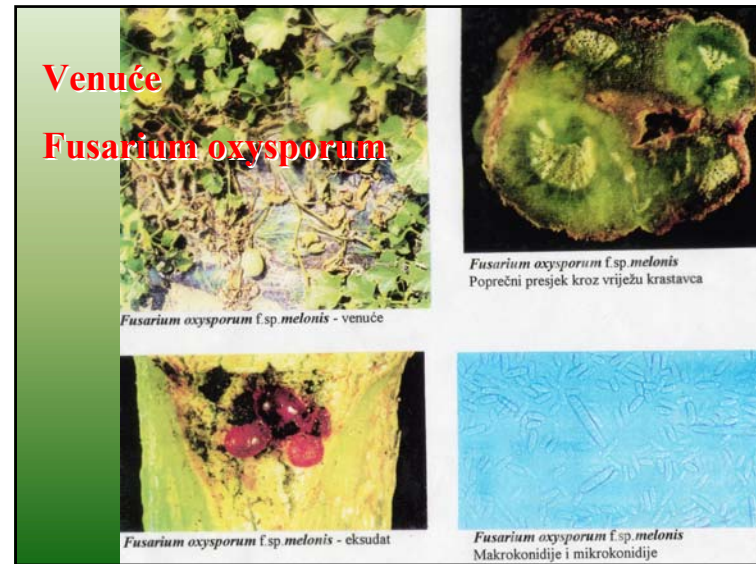 Venuće
Fusarium oxysporum
Fusarium oxysporum f.sp.melonis - venuće
Fusarium oxysporum f.sp.melonis
Poprečni presjek kroz vriježu krastavca
Fusarium oxysporum f.sp.melonis - eksudat
Fusarium oxysporum f.sp.melonis
Makrokonidije i mikrokonidije